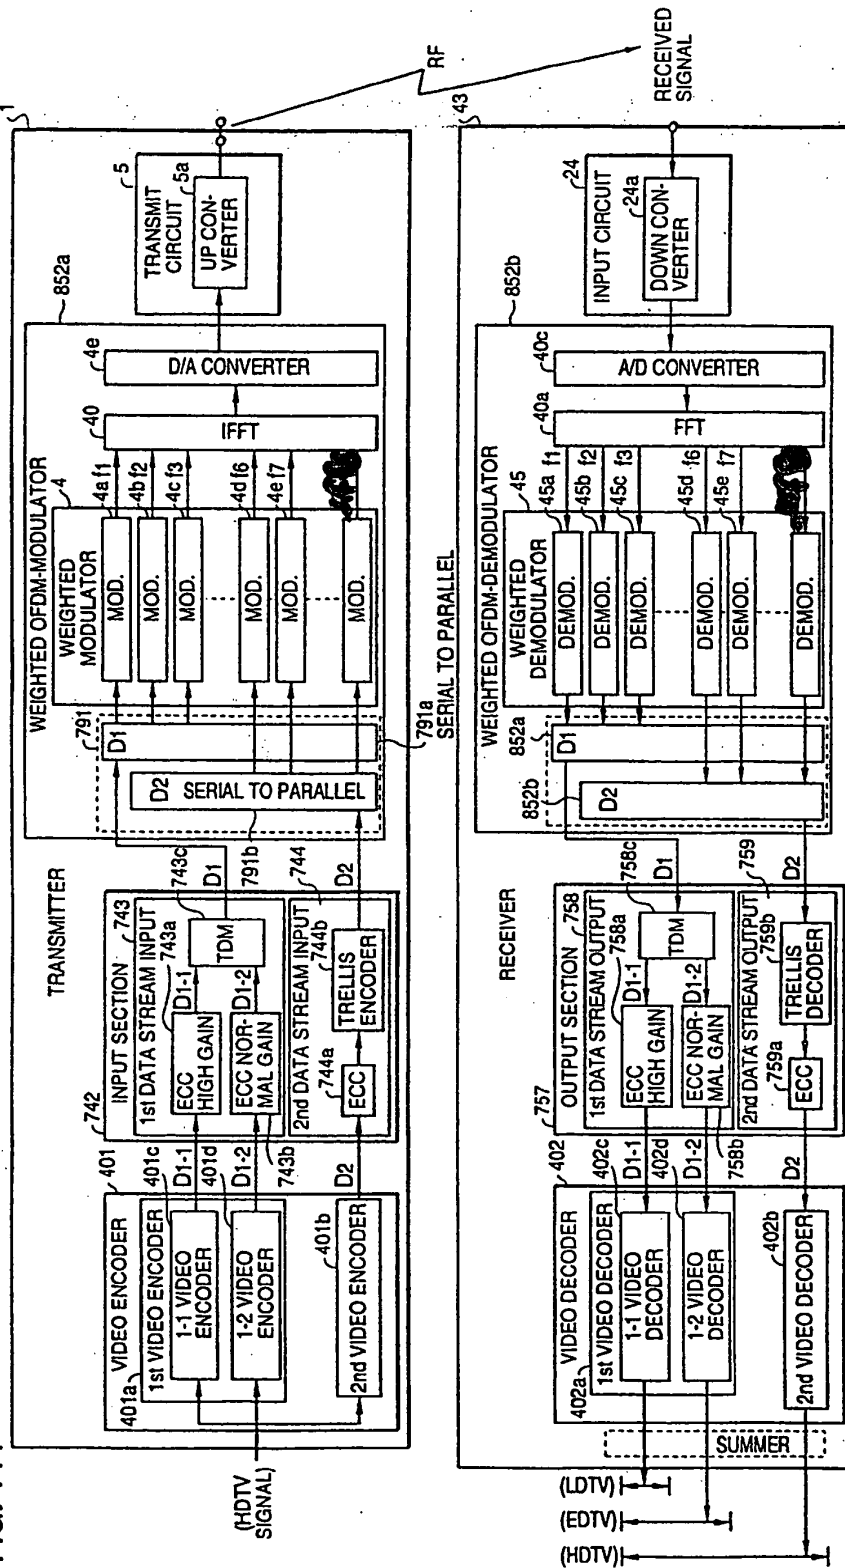 1
TRANSMITTER
(HDTV SIGNAL)
VIDEO ENCODER
401
401a
1st VIDEO ENCODER
401c
1-1 VIDEO ENCODER
401d
1-2 VIDEO ENCODER
401b
2nd VIDEO ENCODER
D1-1
D1-2
D2
742
INPUT SECTION
743
1st DATA STREAM INPUT
743a
ECC HIGH GAIN
ECC NOR-
MAL GAIN
743b
D1-1
D1-2
743c
TDM
D1
2nd DATA STREAM INPUT
744
744a
ECC
744b
TRELLIS ENCODER
D2
852a
WEIGHTED OFDM-MODULATOR
791
D1
D2
SERIAL TO PARALLEL
791b
791a
SERIAL TO PARALLEL
4
WEIGHTED MODULATOR
MOD.
MOD.
MOD.
MOD.
MOD.
MOD.
4a f1
4b f2
4c f3
4d f6
4e f7
40
IFFT
4e
D/A CONVERTER
5
TRANSMIT CIRCUIT
5a
UP CON-
VERTER
RF
RECEIVED SIGNAL
43
RECEIVER
24
INPUT CIRCUIT
24a
DOWN CON-
VERTER
852b
WEIGHTED OFDM-DEMODULATOR
40c
A/D CONVERTER
40a
FFT
45
WEIGHTED DEMODULATOR
45a f1
45b f2
45c f3
45d f6
45e f7
DEMOD.
DEMOD.
DEMOD.
DEMOD.
DEMOD.
DEMOD.
852a
D1
852b
D2
D1
D2
757
OUTPUT SECTION
758
1st DATA STREAM OUTPUT
758a
758c
TDM
D1-1
D1-2
ECC HIGH GAIN
ECC NOR-
MAL GAIN
758b
2nd DATA STREAM OUTPUT
759
759b
TRELLIS DECODER
759a
ECC
D1-1
D1-2
D2
402
VIDEO DECODER
402a
1st VIDEO DECODER
402c
1-1 VIDEO DECODER
402d
1-2 VIDEO DECODER
402b
2nd VIDEO DECODER
SUMMER
(LDTV)
(EDTV)
(HDTV)